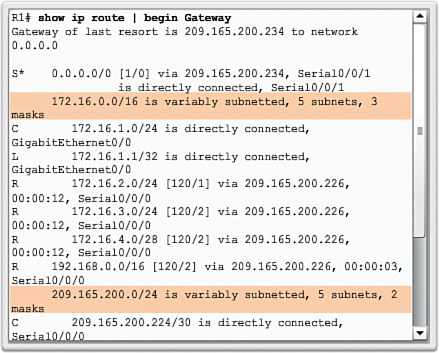 R1# show ip route | begin Gateway
Gateway of last resort is 209.165.200.234 to network
0.0.0.0
S* 0.0.0.0/0 [1/0] via 209.165.200.234, Serial0/0/1
is directly connected, Serial0/0/1
172.16.0.0/16 is variably subnetted, 5 subnets, 3
masks
C 172.16.1.0/24 is directly connected,
GigabitEthernet0/0
L 172.16.1.1/32 is directly connected,
GigabitEthernet0/0
R 172.16.2.0/24 [120/1] via 209.165.200.226,
00:00:12, Serial0/0/0
R 172.16.3.0/24 [120/2] via 209.165.200.226,
00:00:12, Serial0/0/0
R 172.16.4.0/28 [120/2] via 209.165.200.226,
00:00:12, Serial0/0/0
R 192.168.0.0/16 [120/2] via 209.165.200.226, 00:00:03,
Serial0/0/0
209.165.200.0/24 is variably subnetted, 5 subnets, 2
masks
C 209.165.200.224/30 is directly connected,
Serial0/0/0